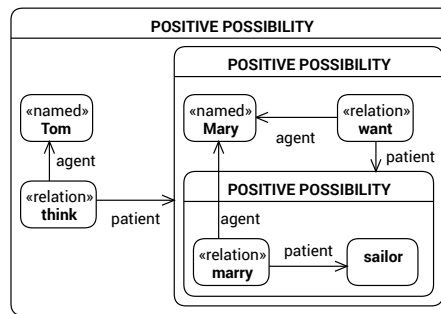 POSITIVE POSSIBILITY
POSITIVE POSSIBILITY
«named»
Tom
«named»
Mary
«relation»
want
agent
agent
patient
POSITIVE POSSIBILITY
«relation»
think
patient
agent
«relation»
marry
patient
sailor